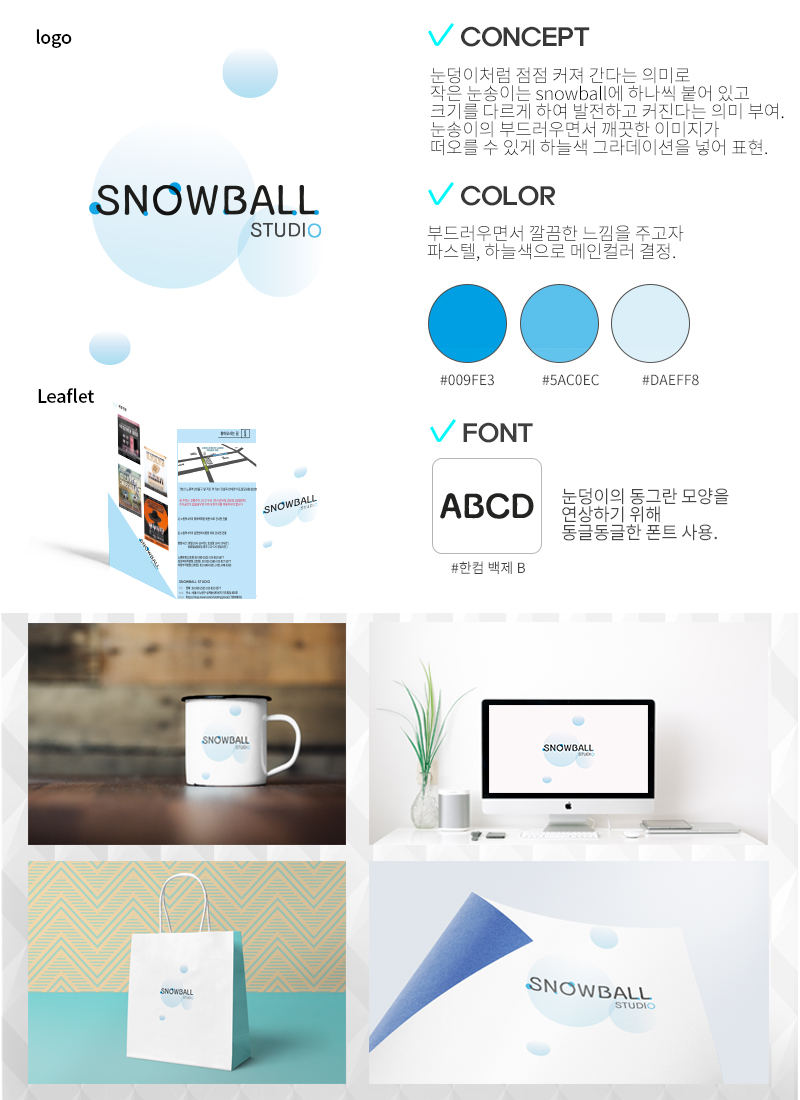 logo
SNOWBALL
STUDIO
CONCEPT
눈덩이처럼 점점 커져 간다는 의미로
작은 눈송이는 snowball에 하나씩 붙어 있고
크기를 다르게 하여 발전하고 커진다는 의미 부여.
눈송이의 부드러우면서 깨끗한 이미지가
떠오를 수 있게 하늘색 그라데이션을 넣어 표현.
COLOR
부드러우면서 깔끔한 느낌을 주고자
파스텔, 하늘색으로 메인컬러 결정.
#009FE3 #5AC0EC #DAEFF8
Leaflet
SNOWBALL
STUDIO
SNOWBALL
SNOWBALL STUDIO
FONT
ABCD
눈덩이의 동그란 모양을
연상하기 위해
동글동글한 폰트 사용.
#한컴 백제 B
SNOWBALL
STUDIO
SNOWBALL
STUDIO
SNOWBALL
STUDIO
SNOWBALL
STUDIO